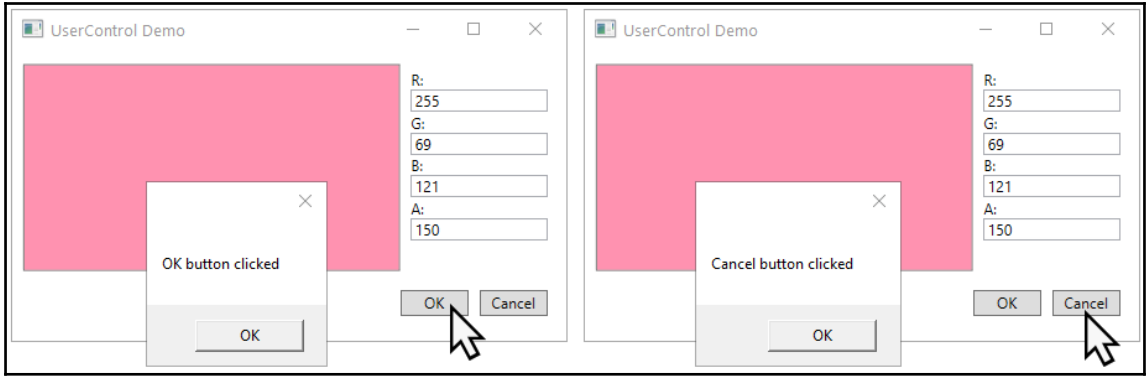 UserControl Demo
R:
255
G:
69
B:
121
A:
150
OK button clicked
OK
OK
Cancel
UserControl Demo
R:
255
G:
69
B:
121
A:
150
Cancel button clicked
OK
OK
Cancel